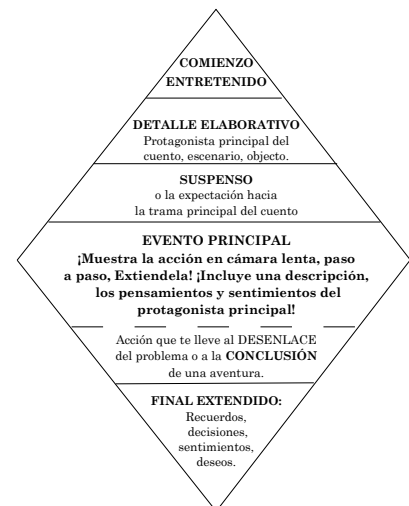 COMIENZO
ENTRETENIDO
DETALLE ELABORATIVO
Protagonista principal del
cuento, escenario, objecto.
SUSPENSO
o la expectación hacia
la trama principal del cuento
EVENTO PRINCIPAL
¡Muestra la acción en cámara lenta, paso
a paso, Extiendela! ¡Incluye una descripción,
los pensamientos y sentimientos del
protagonista principal!
Acción que te lleve al DESENLACE
del problema o a la CONCLUSIÓN
de una aventura.
FINAL EXTENDIDO:
Recuerdos,
decisiones,
sentimientos,
deseos.